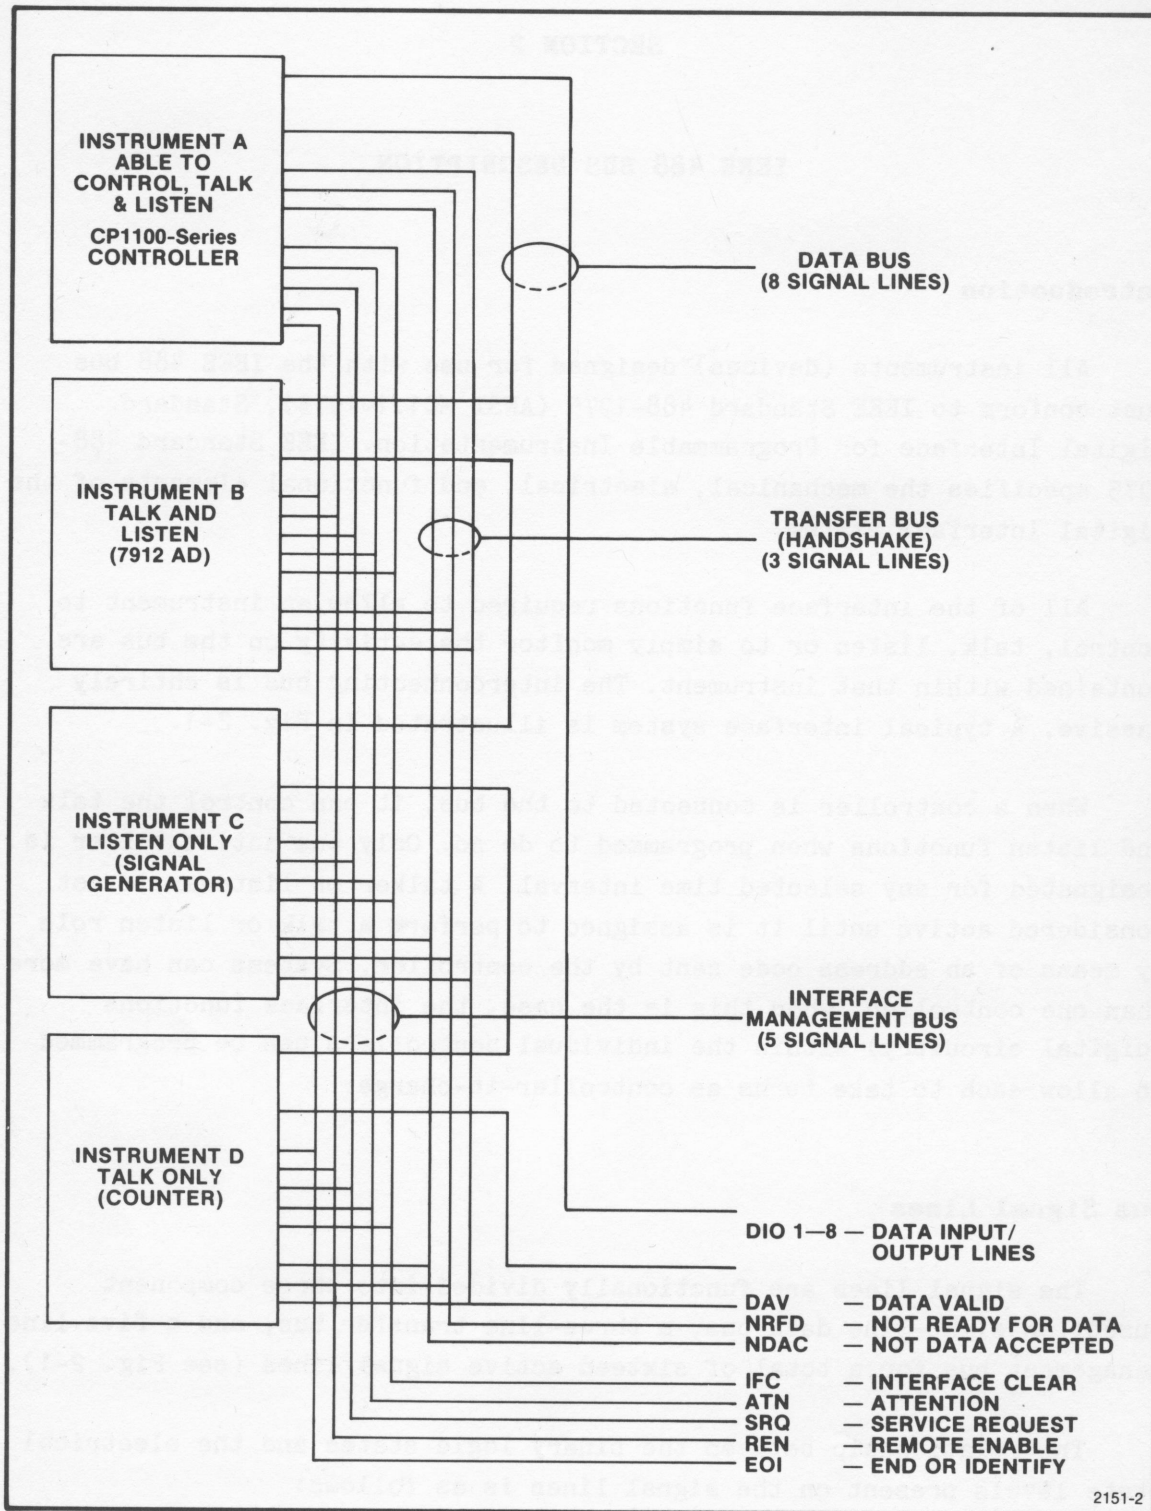 INSTRUMENT A
ABLE TO
CONTROL, TALK
& LISTEN
CP1100-Series
CONTROLLER
DATA BUS
(8 SIGNAL LINES)
INSTRUMENT B
TALK AND
LISTEN
(7912 AD)
TRANSFER BUS
(HANDSHAKE)
(3 SIGNAL LINES)
INSTRUMENT C
LISTEN ONLY
(SIGNAL
GENERATOR)
INTERFACE
MANAGEMENT BUS
(5 SIGNAL LINES)
INSTRUMENT D
TALK ONLY
(COUNTER)
DIO 1—8 — DATA INPUT/
OUTPUT LINES
DAV — DATA VALID
NRFD — NOT READY FOR DATA
NDAC — NOT DATA ACCEPTED
IFC — INTERFACE CLEAR
ATN — ATTENTION
SRQ — SERVICE REQUEST
REN — REMOTE ENABLE
EOI — END OR IDENTIFY
2151-2